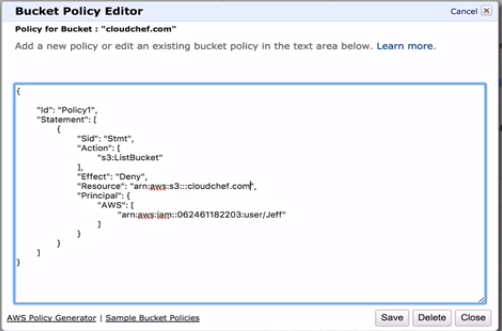 Bucket Policy Editor
Cancel
Policy for Bucket : "cloudchef.com"
Add a new policy or edit an existing bucket policy in the text area below. Learn more.
{
"Id": "Policy1",
"Statement": [
{
"Sid": "Stmt",
"Action": [
"s3:ListBucket"
],
"Effect": "Deny",
"Resource": "arn:aws:s3:::cloudchef.com",
"Principal": {
"AWS": [
"arn:aws:iam::062461182203:user/Jeff"
]
}
}
]
}
AWS Policy Generator | Sample Bucket Policies
Save Delete Close